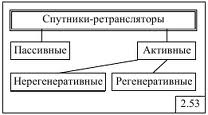 Спутники-ретрансляторы
Пассивные
Активные
Нерегенеративные
Регенеративные
2.53